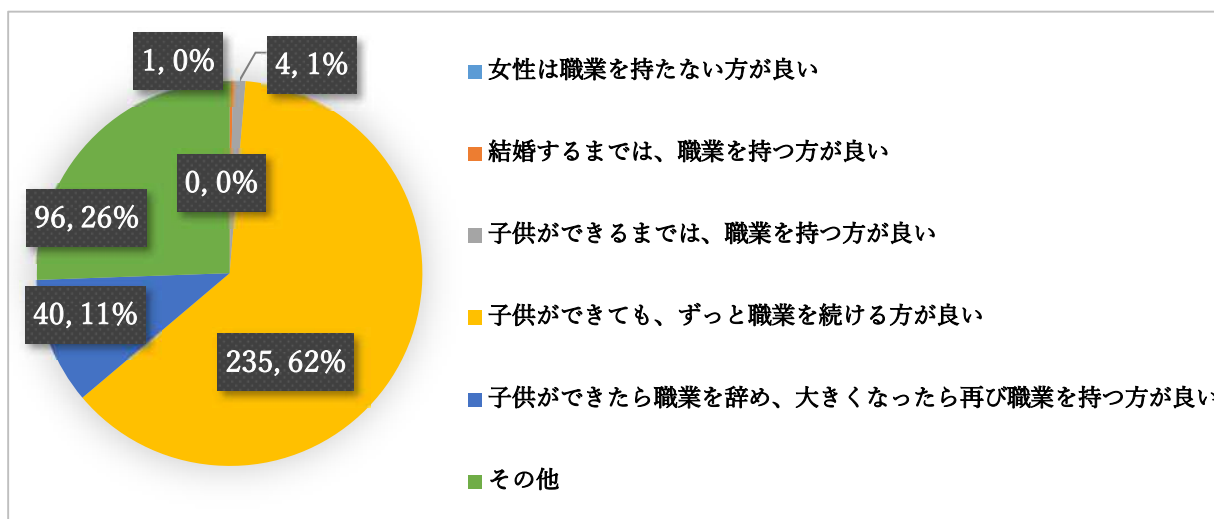 1, 0%
4, 1%
0, 0%
96, 26%
40, 11%
235, 62%
女性は職業を持たない方が良い
結婚するまでは、職業を持つ方が良い
子供ができるまでは、職業を持つ方が良い
子供ができても、ずっと職業を続ける方が良い
子供ができたら職業を辞め、大きくなったら再び職業を持つ方が良い
その他